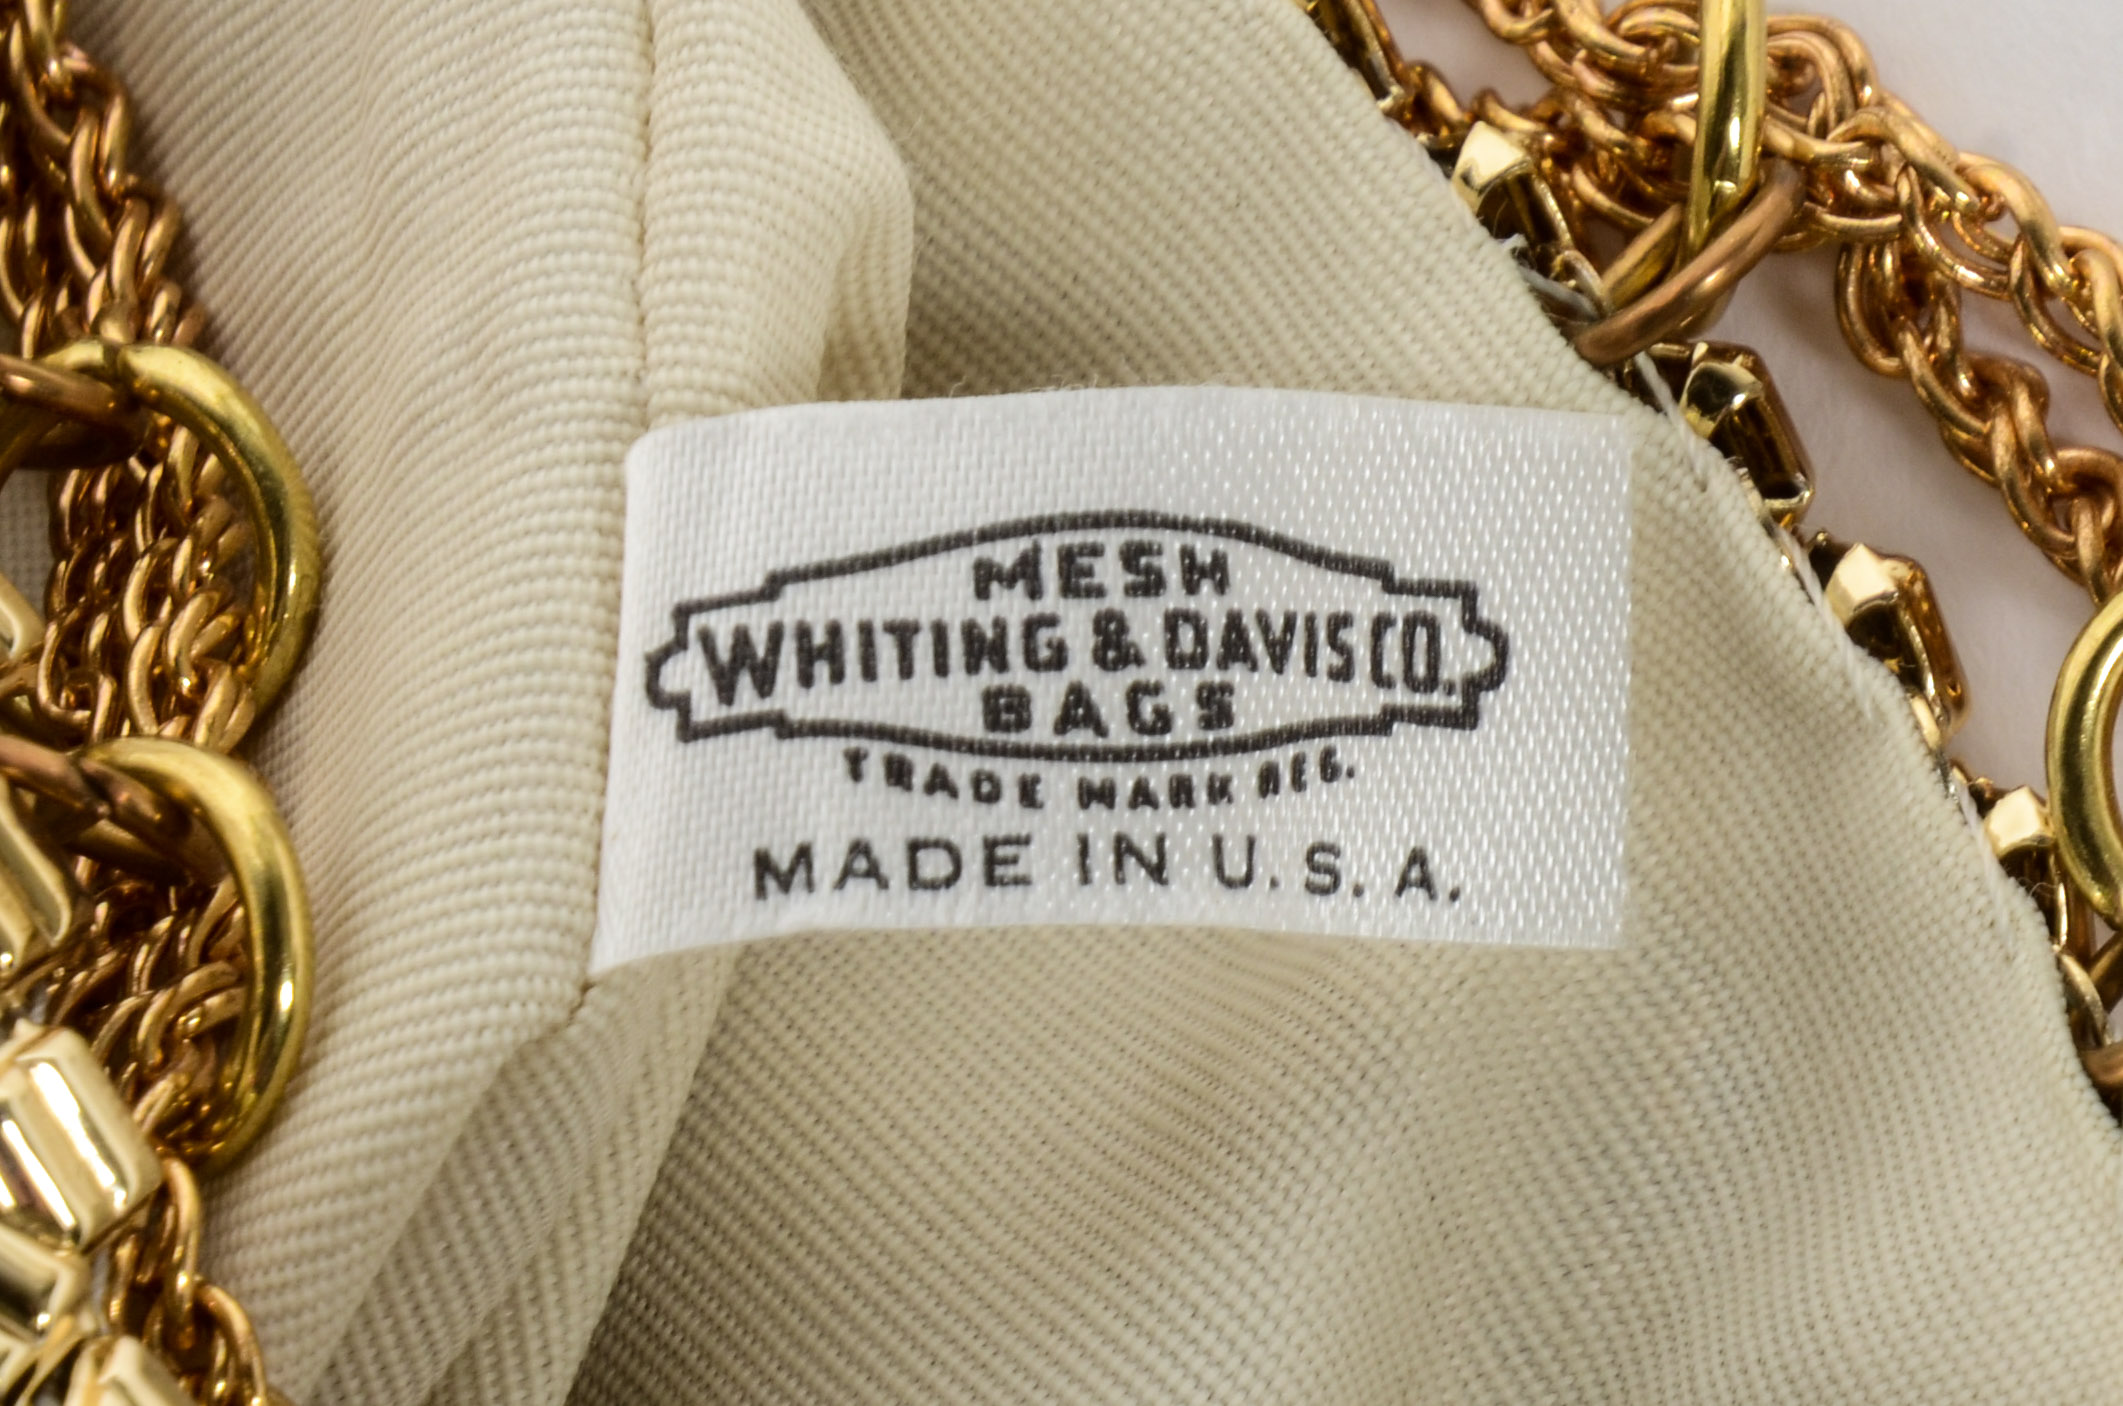 MESH
WHITING & DAVIS CO.
BAGS
TRADE MARK REG.
MADE IN U.S.A.